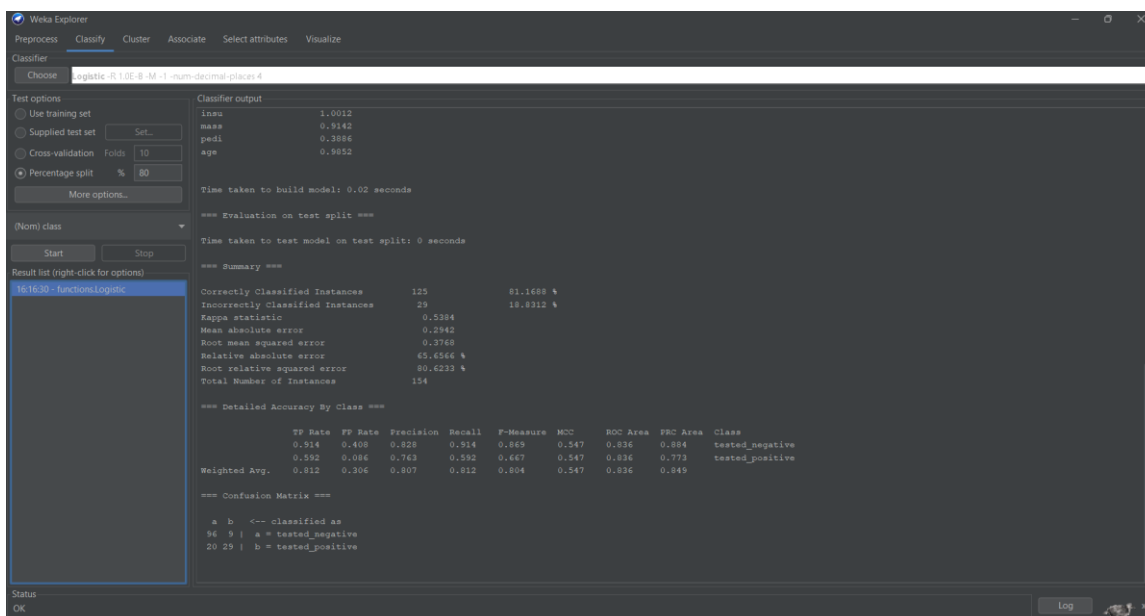 Weka Explorer
Preprocess Classify Cluster Associate Select attributes Visualize
Classifier
Choose Logistic -R 1.0E-8 -M -1 -num-decimal-places 4
Test options
Use training set
Supplied test set Set...
Cross-validation Folds 10
Percentage split % 80
More options...
(Nom) class
Start Stop
Result list (right-click for options)
16:16:30 - functions.Logistic
Classifier output
insu 1.0012
mass 0.9142
pedi 0.3886
age 0.9852
Time taken to build model: 0.02 seconds
=== Evaluation on test split ===
Time taken to test model on test split: 0 seconds
=== Summary ===
Correctly Classified Instances 125 81.1688 %
Incorrectly Classified Instances 29 18.8312 %
Kappa statistic 0.5384
Mean absolute error 0.2942
Root mean squared error 0.3768
Relative absolute error 65.6566 %
Root relative squared error 80.6233 %
Total Number of Instances 154
=== Detailed Accuracy By Class ===
TP Rate FP Rate Precision Recall F-Measure MCC ROC Area PRC Area Class
0.914 0.408 0.828 0.914 0.869 0.547 0.836 0.884 tested_negative
0.592 0.086 0.763 0.592 0.667 0.547 0.836 0.773 tested_positive
Weighted Avg. 0.812 0.306 0.807 0.812 0.804 0.547 0.836 0.849
=== Confusion Matrix ===
a b <-- classified as
96 9 | a = tested_negative
20 29 | b = tested_positive
Status
OK
Log